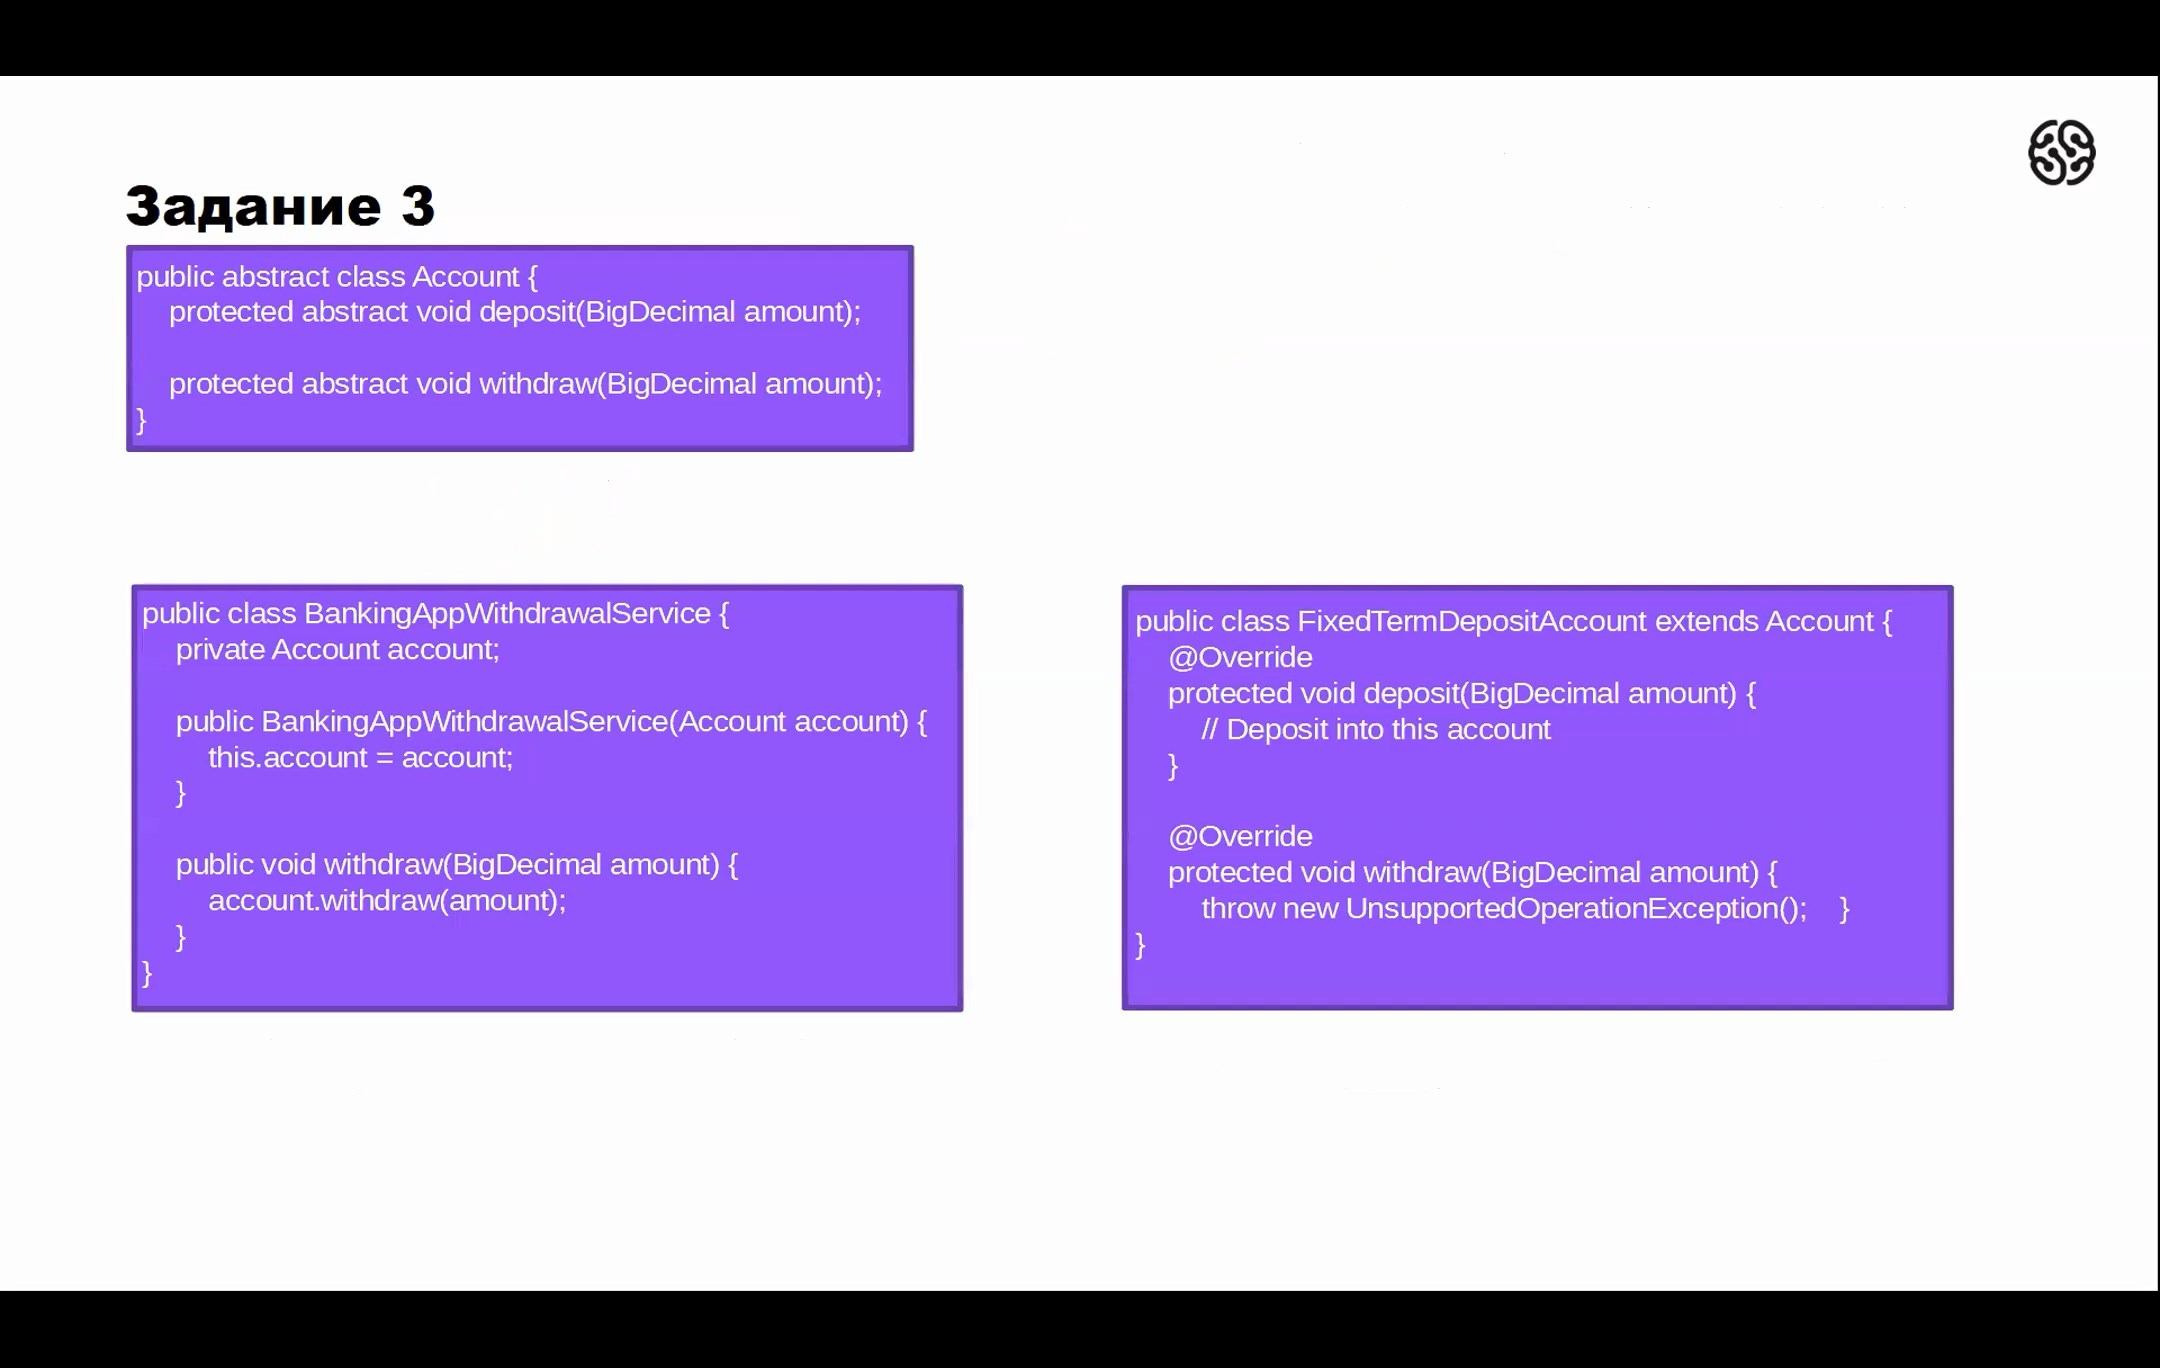 Задание 3
public abstract class Account {
protected abstract void deposit(BigDecimal amount);
protected abstract void withdraw(BigDecimal amount);
}
public class BankingAppWithdrawalService {
private Account account;
public BankingAppWithdrawalService(Account account) {
this.account = account;
}
public void withdraw(BigDecimal amount) {
account.withdraw(amount);
}
}
public class FixedTermDepositAccount extends Account {
@Override
protected void deposit(BigDecimal amount) {
// Deposit into this account
}
@Override
protected void withdraw(BigDecimal amount) {
throw new UnsupportedOperationException(); }
}